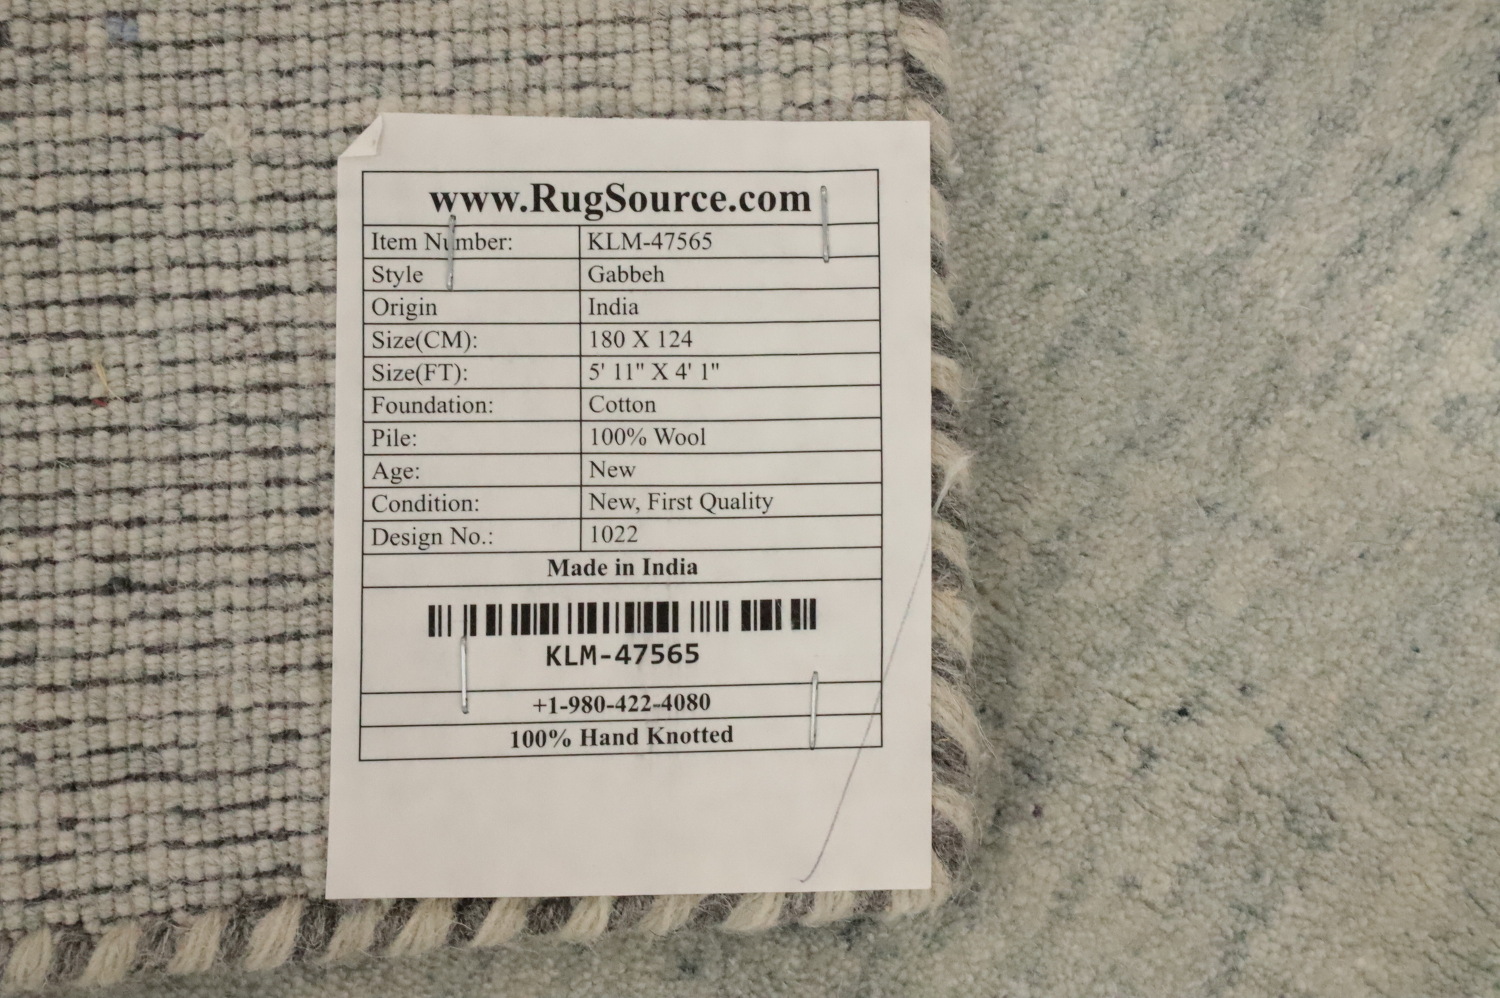 www.RugSource.com
Item Number: KLM-47565
Style Gabbeh
Origin India
Size(CM): 180 X 124
Size(FT): 5' 11" X 4' 1"
Foundation: Cotton
Pile: 100% Wool
Age: New
Condition: New, First Quality
Design No.: 1022
Made in India
KLM-47565
+1-980-422-4080
100% Hand Knotted